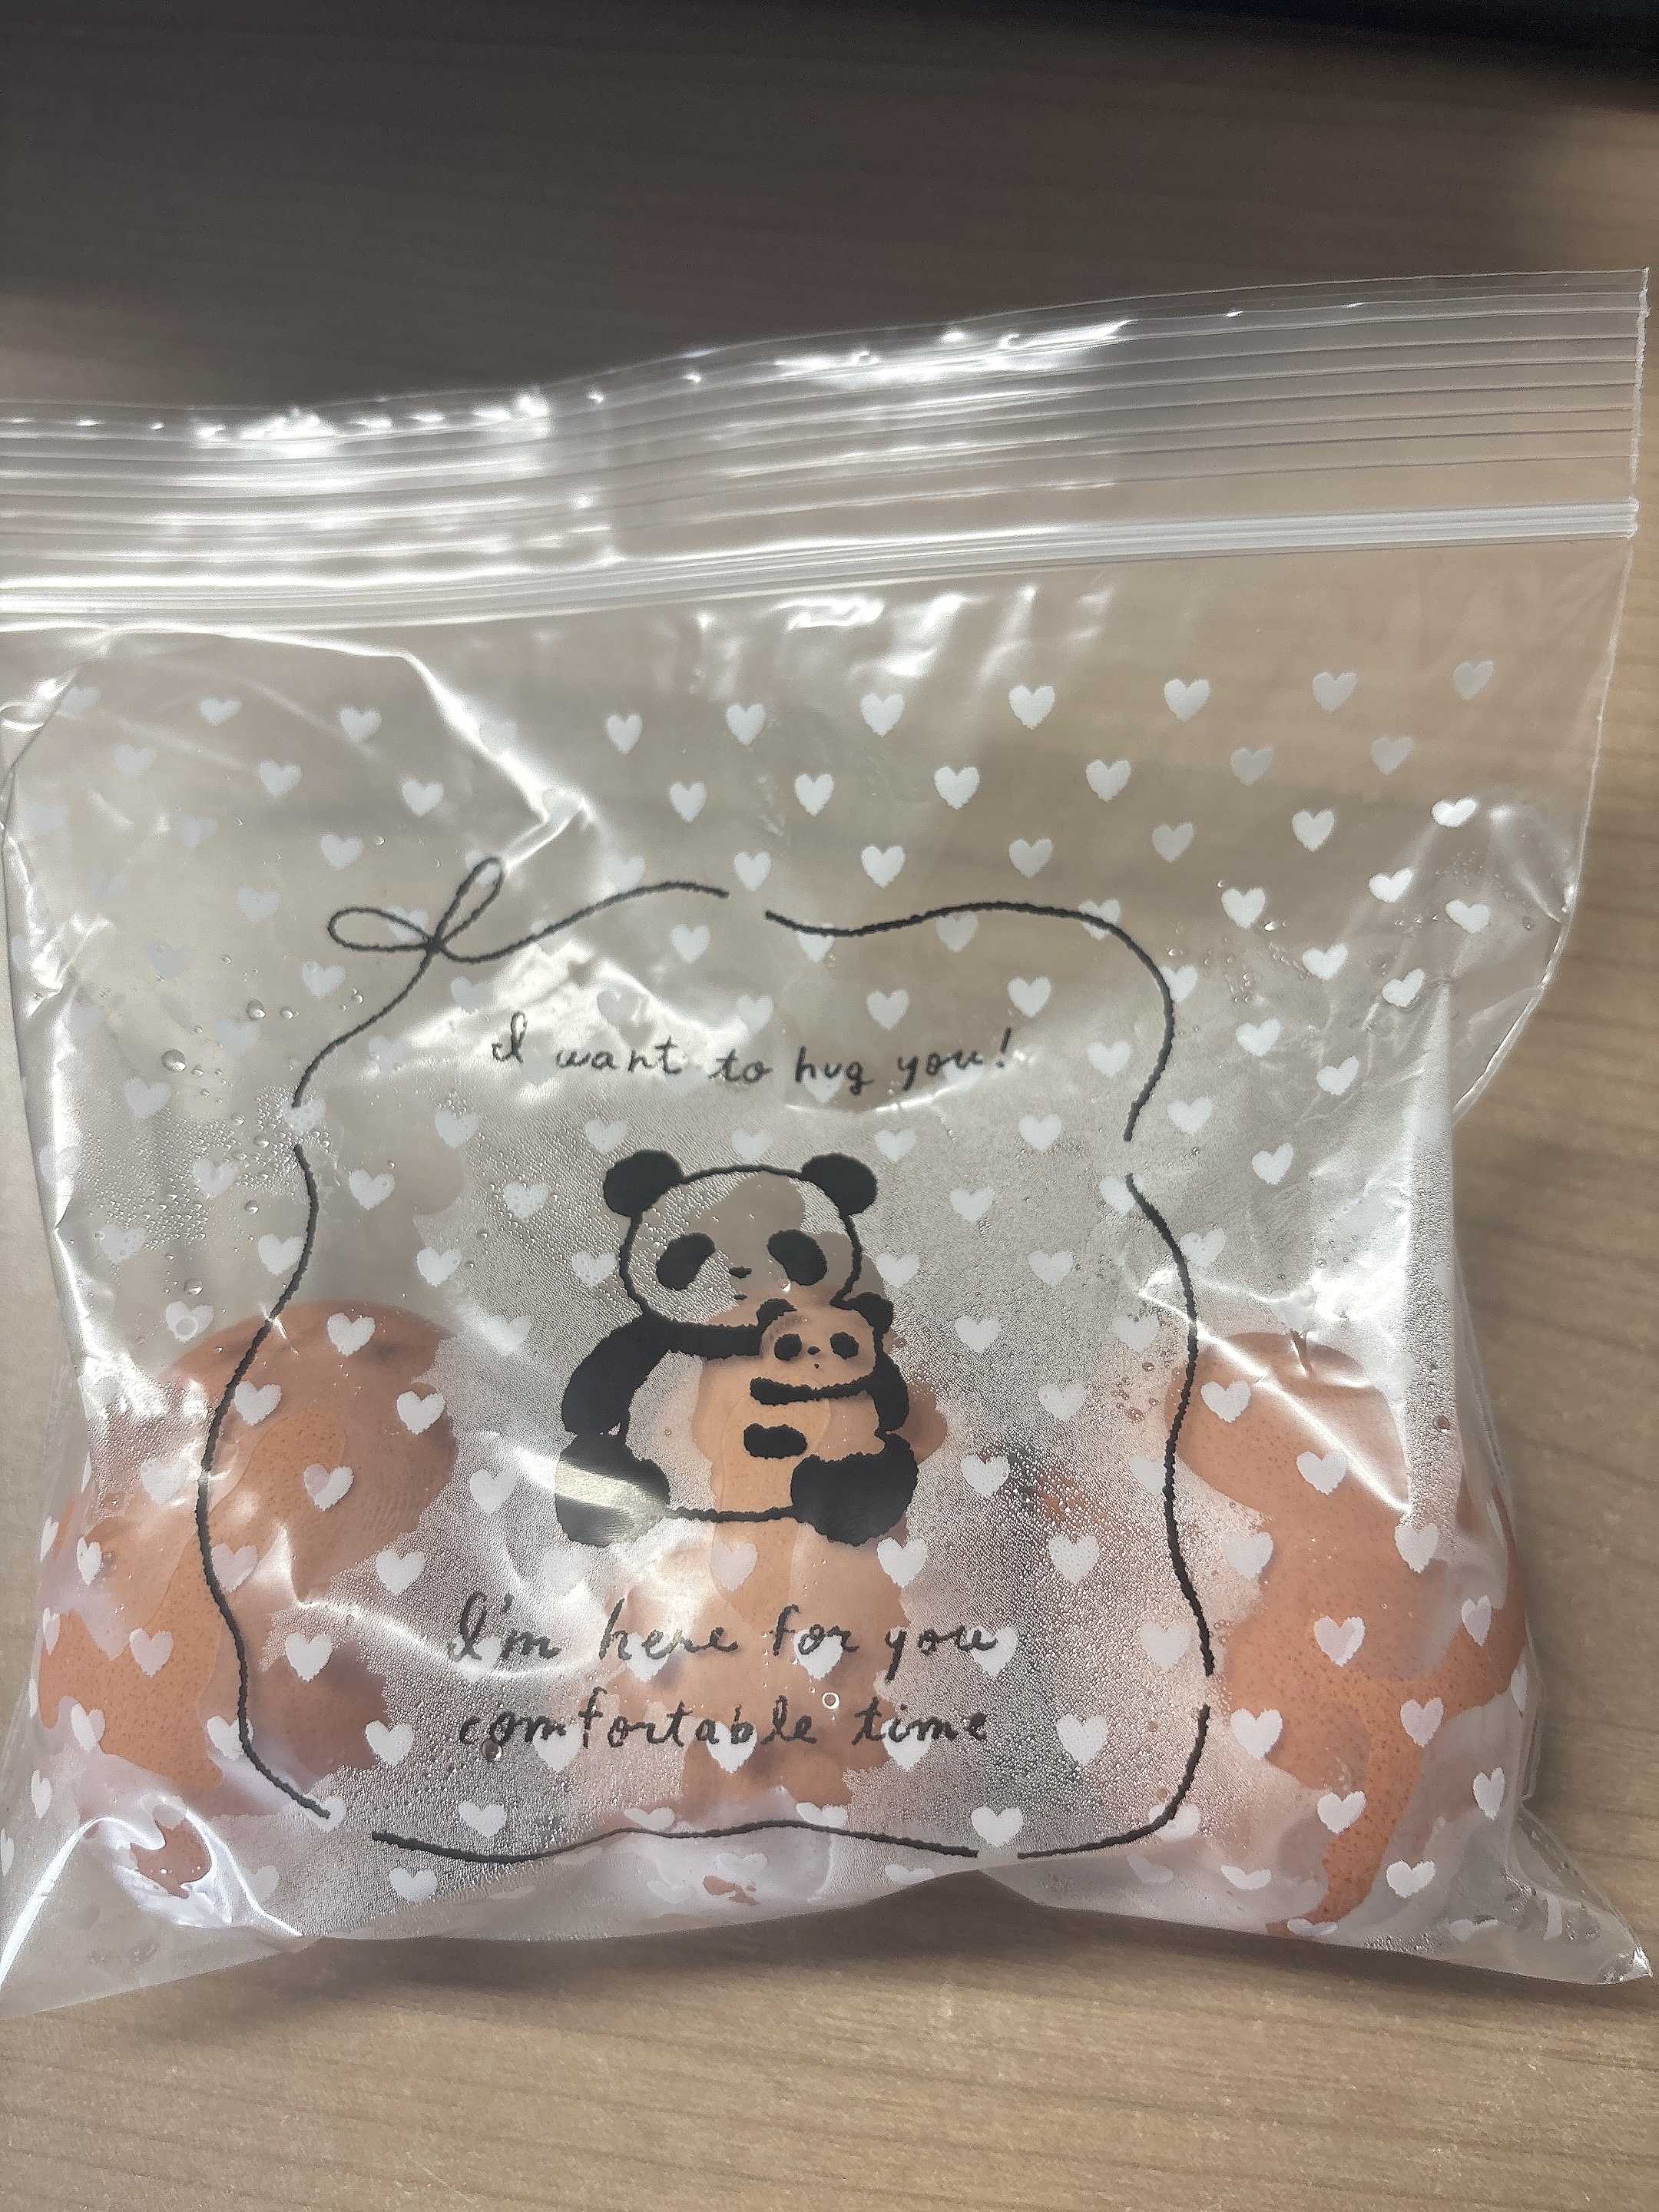 I want to hug you!
I'm here for you
comfortable time